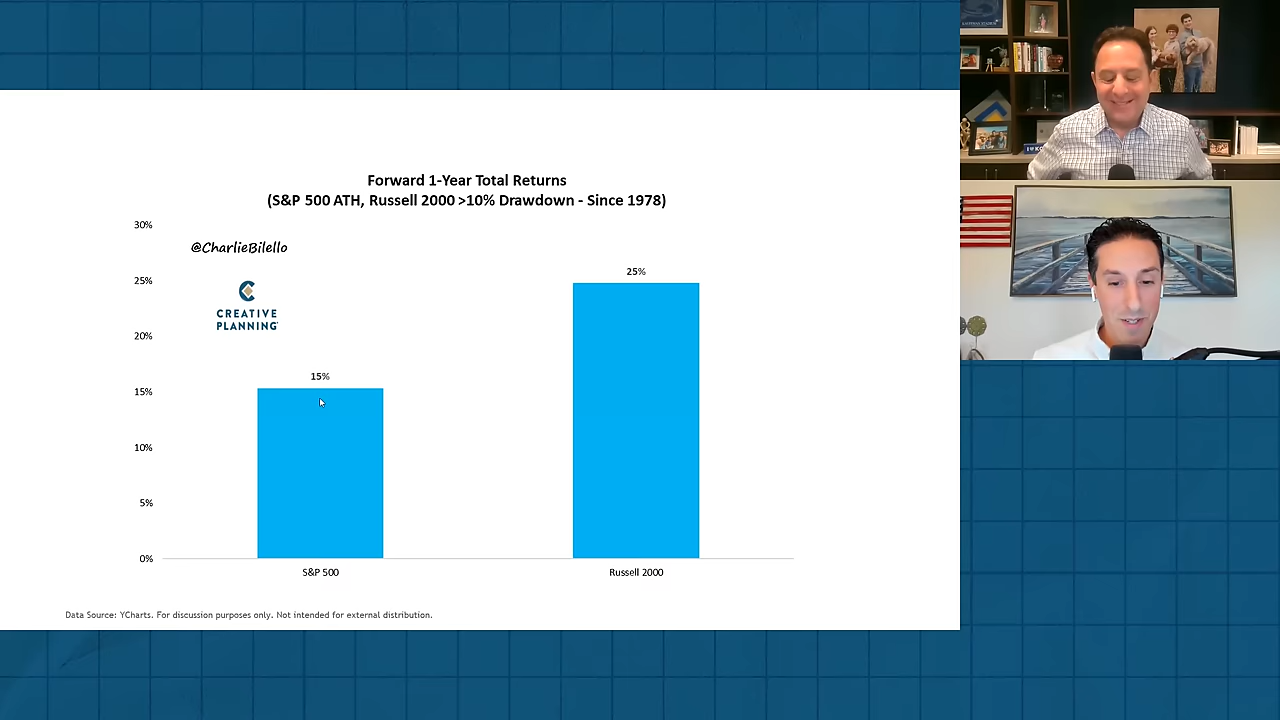 Forward 1-Year Total Returns
(S&P 500 ATH, Russell 2000 >10% Drawdown - Since 1978)
30%
@CharlieBilello
25%
25%
CREATIVE
PLANNING
20%
15%
15%
10%
5%
0%
S&P 500
Russell 2000
Data Source: YCharts. For discussion purposes only. Not intended for external distribution.